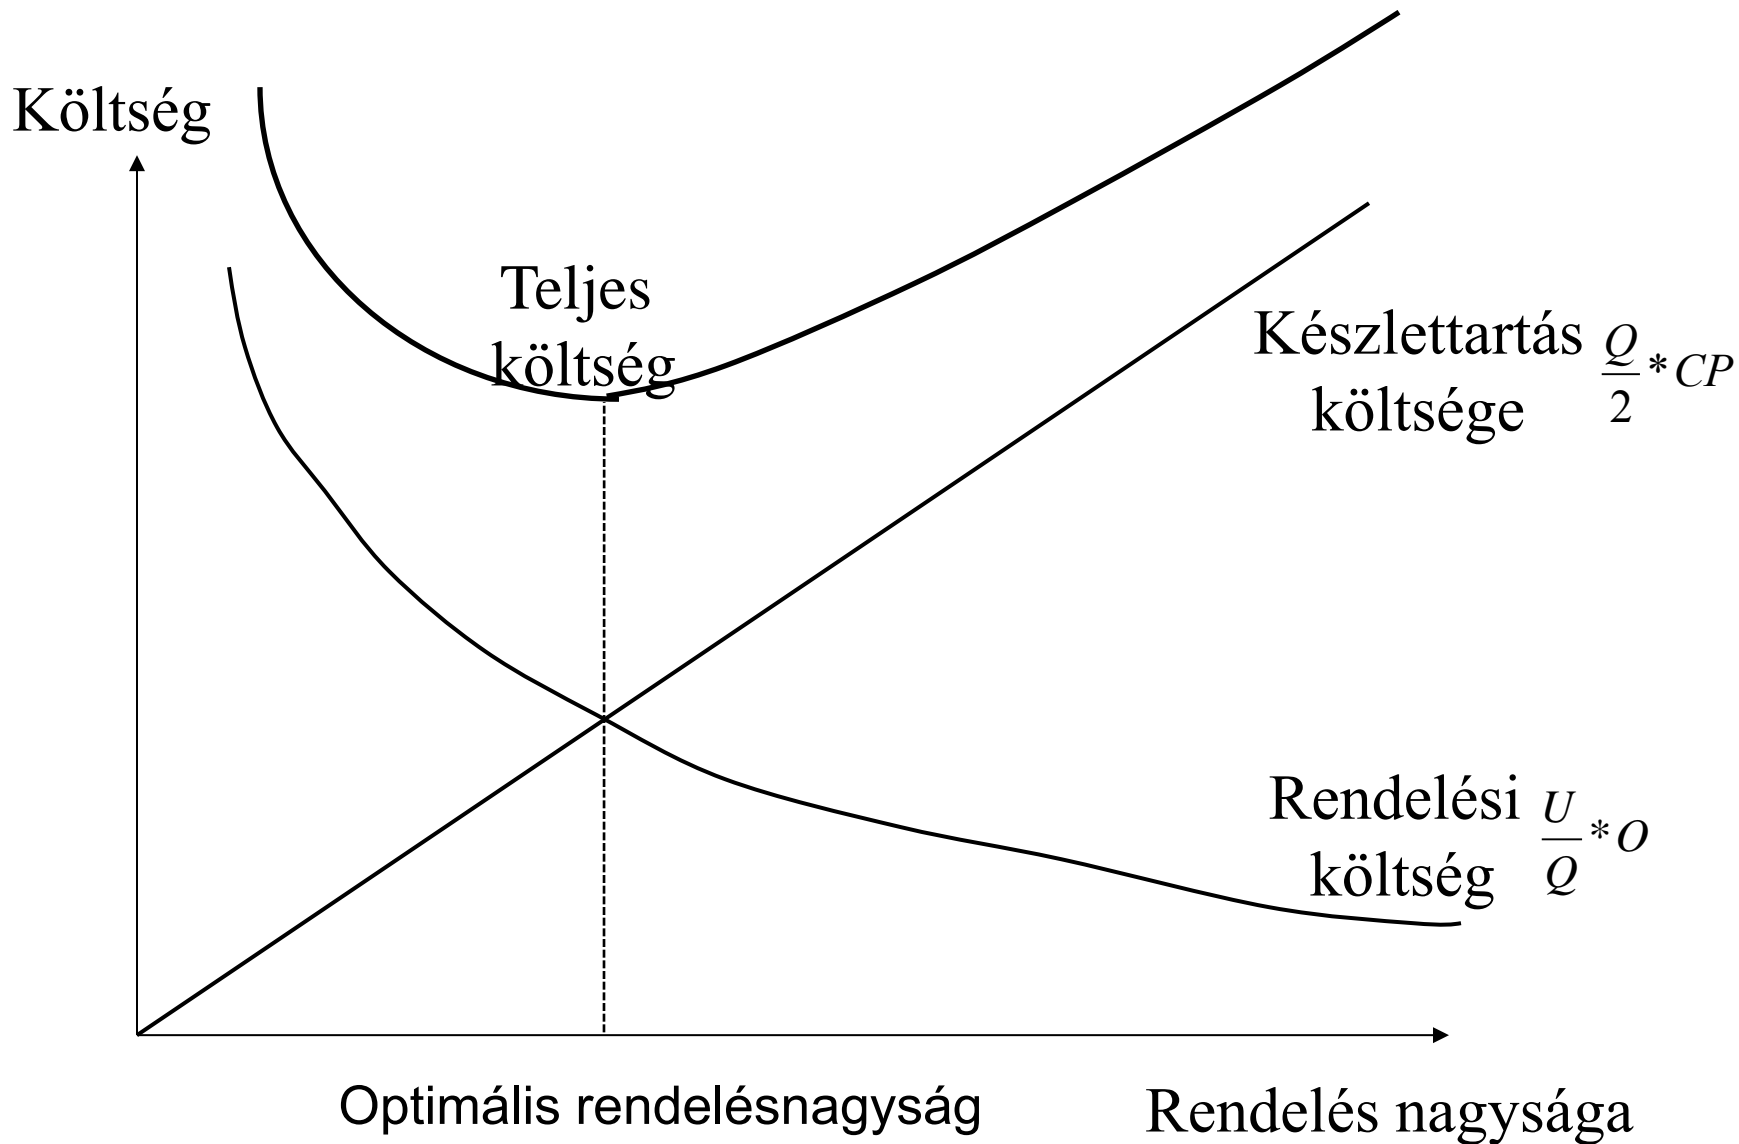 Költség
Teljes
költség
Készlettartás
költsége
Q/2 * CP
Rendelési
költség
U/Q * O
Optimális rendelésnagyság
Rendelés nagysága